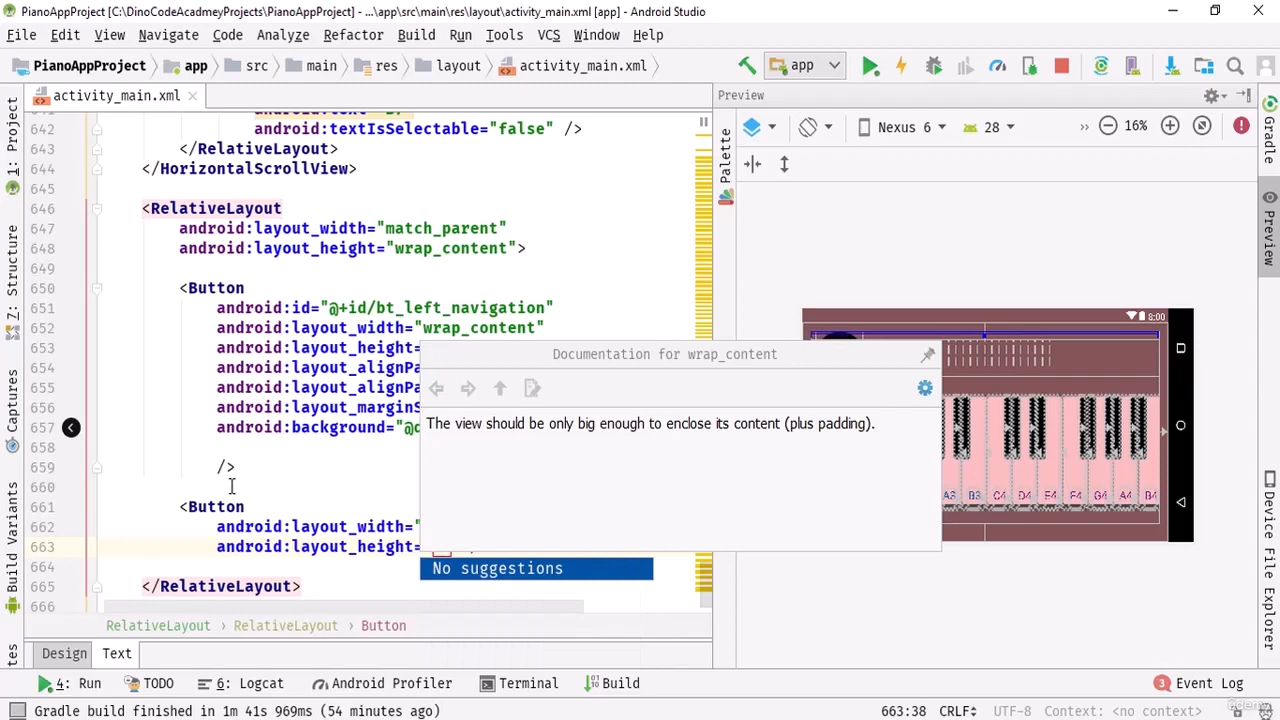 PianoAppProject [C:\DinoCodeAcadmeyProjects\PianoAppProject] - ...\app\src\main\res\layout\activity_main.xml [app] - Android Studio
File Edit View Navigate Code Analyze Refactor Build Run Tools VCS Window Help
PianoAppProject app src main res layout activity_main.xml app
activity_main.xml
Preview
Nexus 6 28 16%
642 android:textIsSelectable="false" />
643 </RelativeLayout>
644 </HorizontalScrollView>
645
646 <RelativeLayout
647 android:layout_width="match_parent"
648 android:layout_height="wrap_content">
649
650 <Button
651 android:id="@+id/bt_left_navigation"
652 android:layout_width="wrap_content"
653 android:layout_height=
654 android:layout_alignPa
655 android:layout_alignPa
656 android:layout_marginS
657 android:background="@d
658
659 />
660
661 <Button
662 android:layout_width="
663 android:layout_height=
664
665 </RelativeLayout>
666
Documentation for wrap_content
The view should be only big enough to enclose its content (plus padding).
No suggestions
8:00
A3 B3 C4 D4 E4 F4 G4 A4 B4
RelativeLayout RelativeLayout Button
Design Text
1: Project
7: Structure
Captures
Build Variants
Palette
Gradle
Preview
Device File Explorer
4: Run TODO 6: Logcat Android Profiler Terminal Build 3 Event Log
Gradle build finished in 1m 41s 969ms (54 minutes ago) 663:38 CRLF UTF-8 Context: <no context>